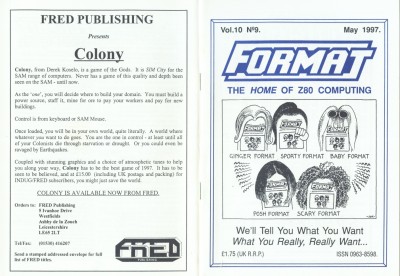 FRED PUBLISHING
Presents
Colony
Colony, from Derek Kosela, is a game of the Gods. It is SIM City for the
SAM range of computers. Never has a game of this quality and depth been
seen on the SAM - until now.
As the 'one', you will decide where to build your domain. You must build a
power source, staff it, mine for ore to pay your workers and pay for new
buildings.
Control is from keyboard or SAM Mouse.
Once loaded, you will be in your own world, quite literally. A world where
whatever you want to do goes. You are the one in control - at least until all
of your Colonists die through starvation or drought. Or you could even be
ravaged by Earthquakes.
Coupled with stunning graphics and a choice of atmospheric tunes to help
you along your way, Colony has to be the best game of 1997. It has to be
seen to be believed, and at £15.00 (including UK postage and packing) for
INDUG/FRED subscribers, you might just save the world.
COLONY IS AVAILABLE NOW FROM FRED.
Orders to: FRED Publishing
5 Ivanhoe Drive
Westfields
Ashby de la Zouch
Leicestershire
LE65 2LT
Tel/Fax: (01530) 416207
Send a stamped addressed envelope for full
list of FRED titles.
FRED
Vol.10 Nº9. May 1997.
FORMAT
THE HOME OF Z80 COMPUTING
GINGER FORMAT SPORTY FORMAT BABY FORMAT
POSH FORMAT SCARY FORMAT
We'll Tell You What You Want
What You Really, Really Want...
£1.75 (UK R.R.P.) ISSN 0963-8598.